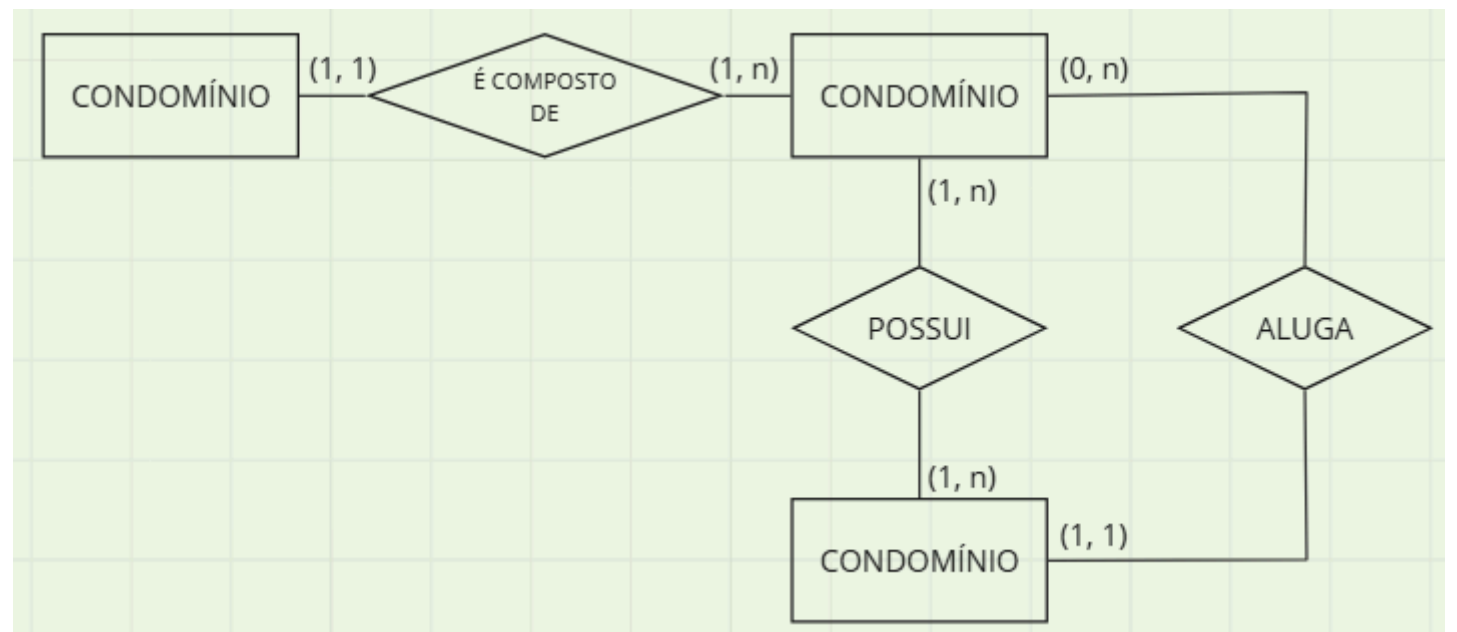 CONDOMÍNIO
(1, 1)
É COMPOSTO
DE
(1, n)
CONDOMÍNIO
(0, n)
(1, n)
POSSUI
ALUGA
(1, n)
CONDOMÍNIO
(1, 1)